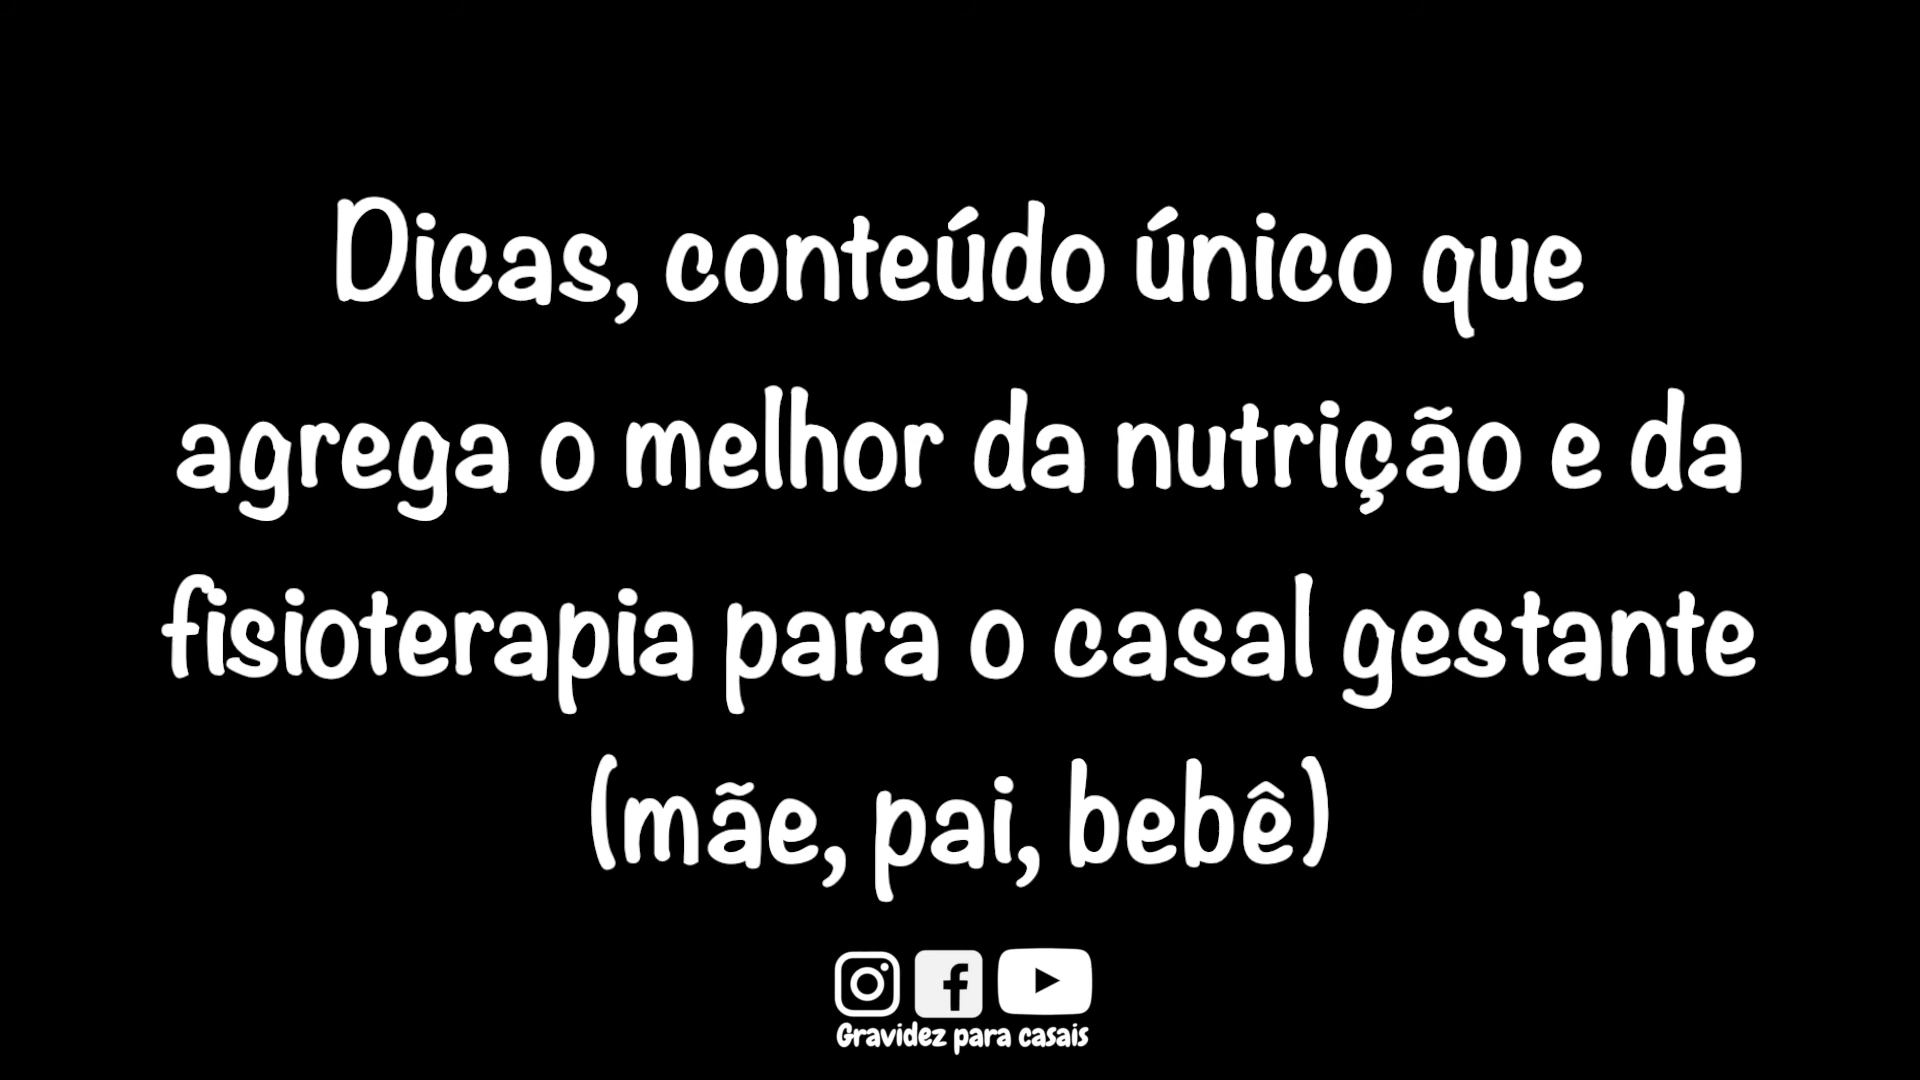 Dicas, conteúdo único que
agrega o melhor da nutrição e da
fisioterapia para o casal gestante
(mãe, pai, bebê)
Gravidez para casais